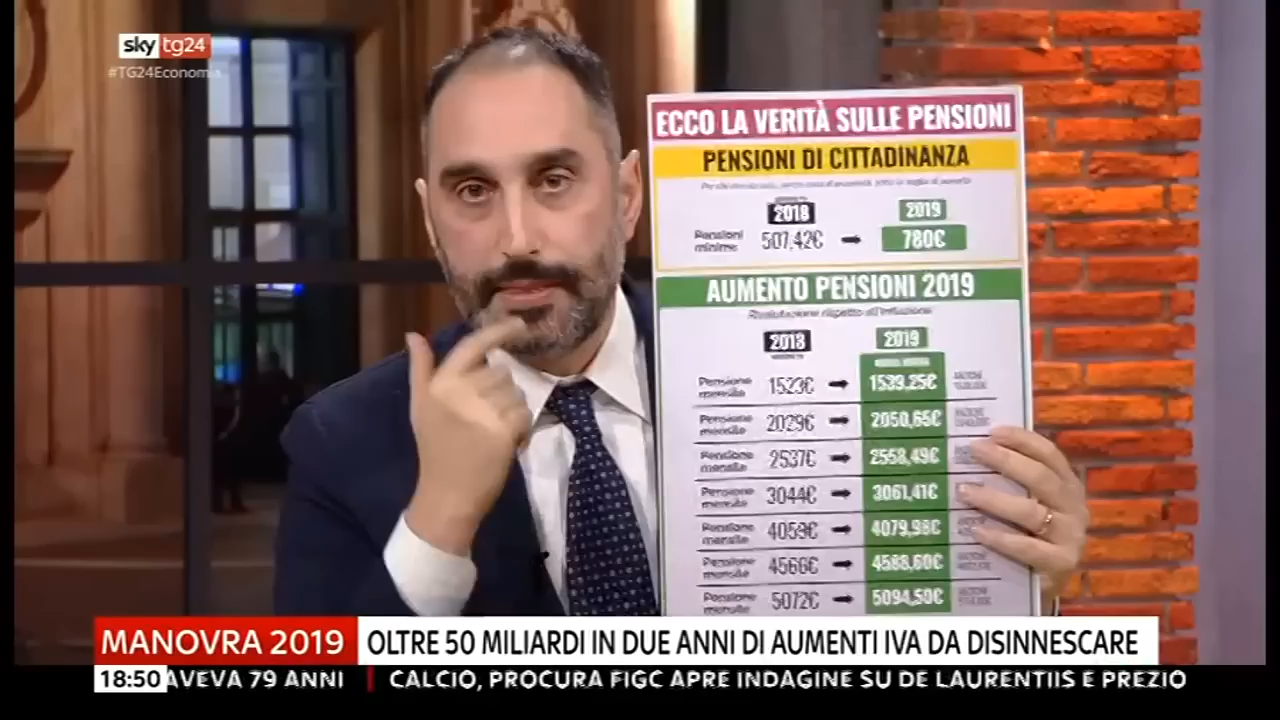 sky tg24
#TG24Economia
ECCO LA VERITÀ SULLE PENSIONI
PENSIONI DI CITTADINANZA
2018 2019
Pensioni minime 507,42€ 780€
AUMENTO PENSIONI 2019
Rivalutazione rispetto all'inflazione
2018 2019
Pensione mensile 1523€ 1539,25€
Pensione mensile 2029€ 2050,65€
Pensione mensile 2537€ 2558,49€
Pensione mensile 3044€ 3061,41€
Pensione mensile 4059€ 4079,98€
Pensione mensile 4566€ 4588,60€
Pensione mensile 5072€ 5094,50€
MANOVRA 2019 OLTRE 50 MILIARDI IN DUE ANNI DI AUMENTI IVA DA DISINNESCARE
18:50 AVEVA 79 ANNI CALCIO, PROCURA FIGC APRE INDAGINE SU DE LAURENTIIS E PREZIO